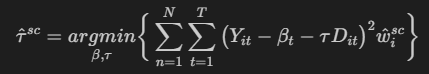 τ̂ˢᶜ = argmin_{β,τ} { ∑_{n=1}^{N} ∑_{t=1}^{T} (Y_{it} − β_t − τD_{it})² ŵ_i^{sc} }